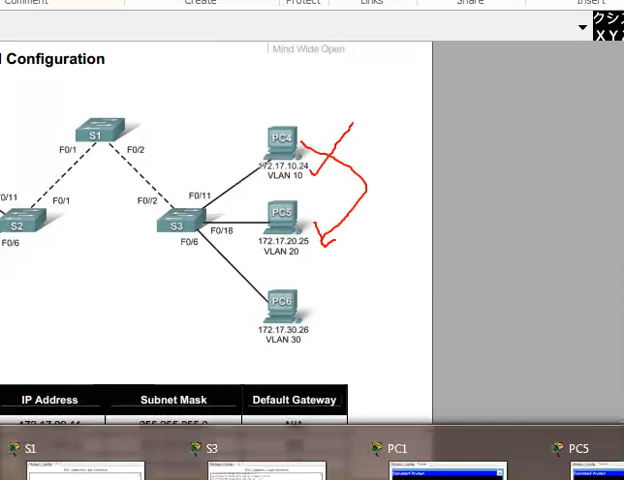 Comment Create Protect Links Share Insert
クシ
X Y
Mind Wide Open
l Configuration
S1
PC4
F0/1 F0/2
172.17.10.24
VLAN 10
F0/11
0/11 F0/1 F0//2
PC5
S2 S3 F0/18
F0/6 F0/6
172.17.20.25
VLAN 20
PC6
172.17.30.26
VLAN 30
IP Address Subnet Mask Default Gateway
S1 S3 PC1 PC5